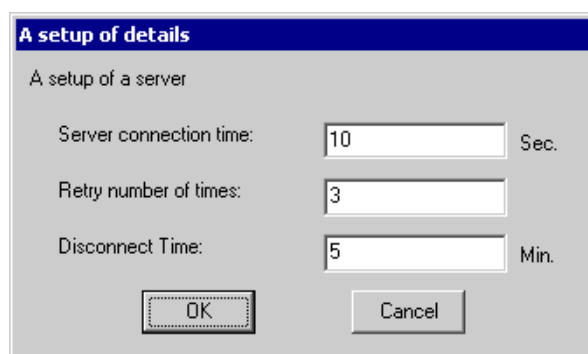 A setup of details
A setup of a server
Server connection time: 10 Sec.
Retry number of times: 3
Disconnect Time: 5 Min.
OK Cancel